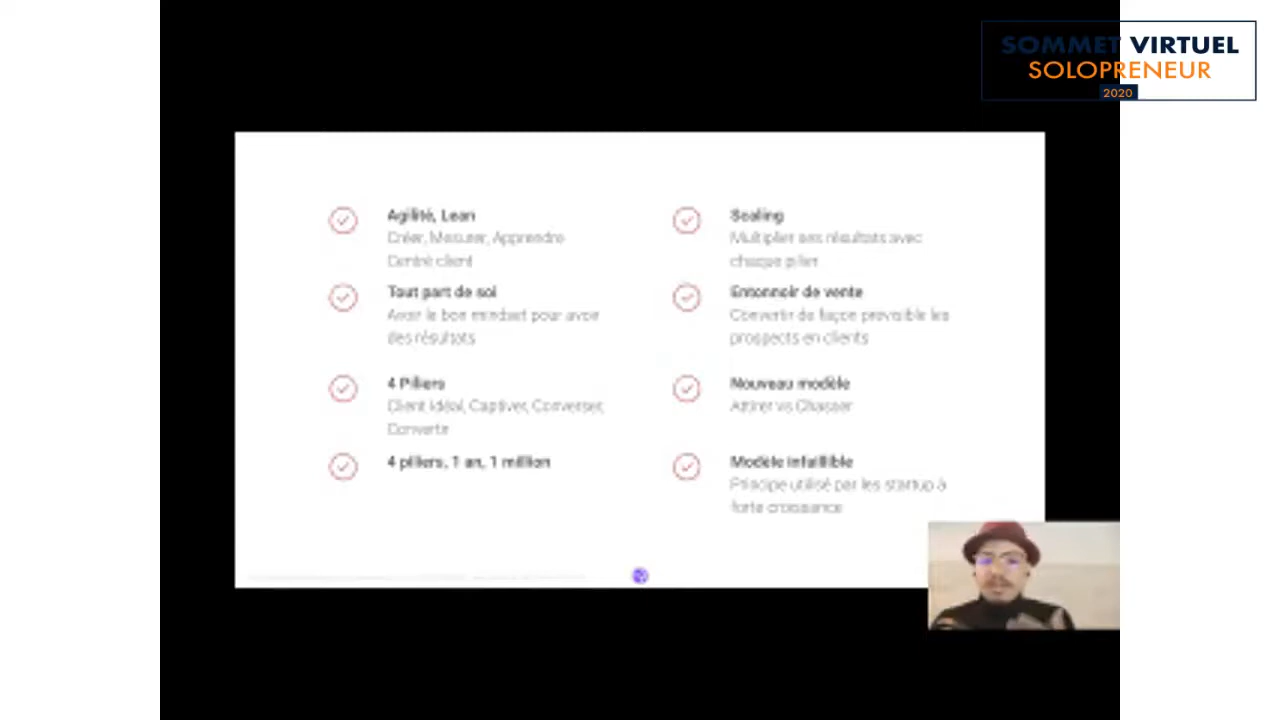 SOMMET VIRTUEL
SOLOPRENEUR
2020
Agilité, Lean
Créer, Mesurer, Apprendre
Centré client
Tout part de soi
Avoir le bon mindset pour avoir
des résultats
4 Piliers
Client Idéal, Captiver, Converser,
Converte
4 piliers, 1 an, 1 million
Scaling
Multiplier ses résultats avec
chaque pilier
Entonnoir de vente
Convertir de façon prévisible les
prospects en clients
Nouveau modèle
Attirer vs Chasser
Modèle infaillible
Principe utilisé par les startup à
forte croissance